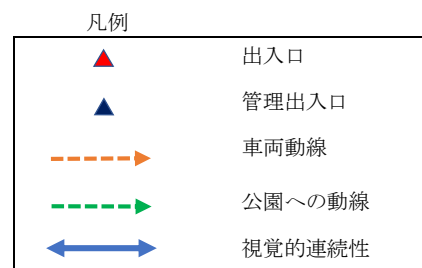 凡例
出入口
管理出入口
車両動線
公園への動線
視覚的連続性